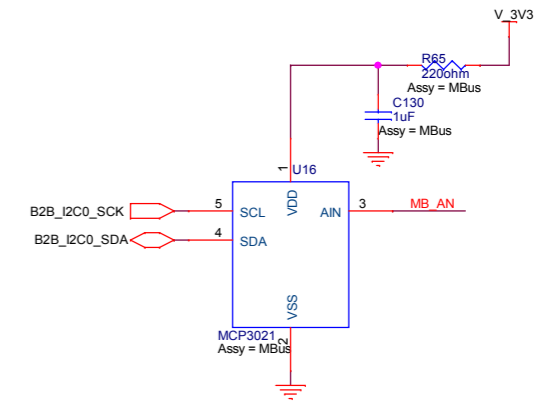 V_3V3
R65
220ohm
Assy = MBus
C130
1uF
Assy = MBus
1
U16
VDD
B2B_I2C0_SCK
5
SCL
AIN
3
MB_AN
B2B_I2C0_SDA
4
SDA
VSS
MCP3021
2
Assy = MBus